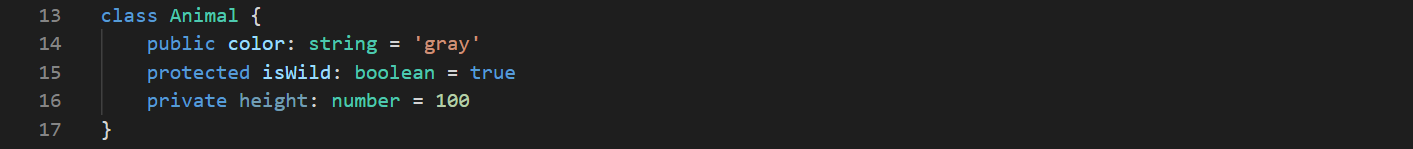 13 class Animal {
14     public color: string = 'gray'
15     protected isWild: boolean = true
16     private height: number = 100
17 }